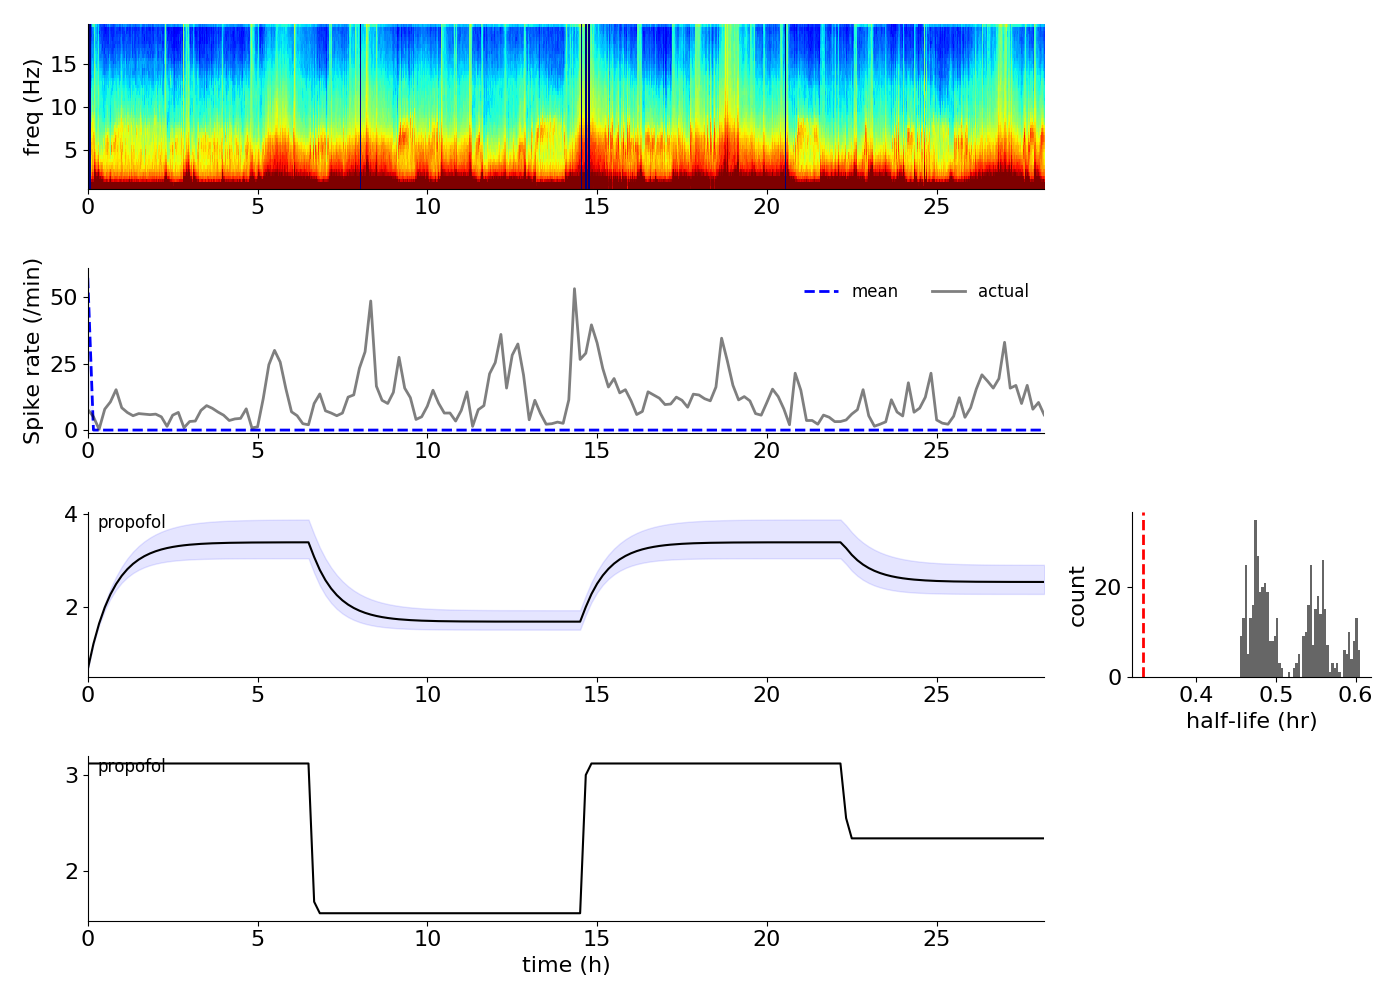 freq (Hz)
15
10
5
0 5 10 15 20 25
Spike rate (/min)
50
25
0
mean actual
0 5 10 15 20 25
4
2
propofol
0 5 10 15 20 25
count
20
0
0.4 0.5 0.6
half-life (hr)
3
2
propofol
0 5 10 15 20 25
time (h)